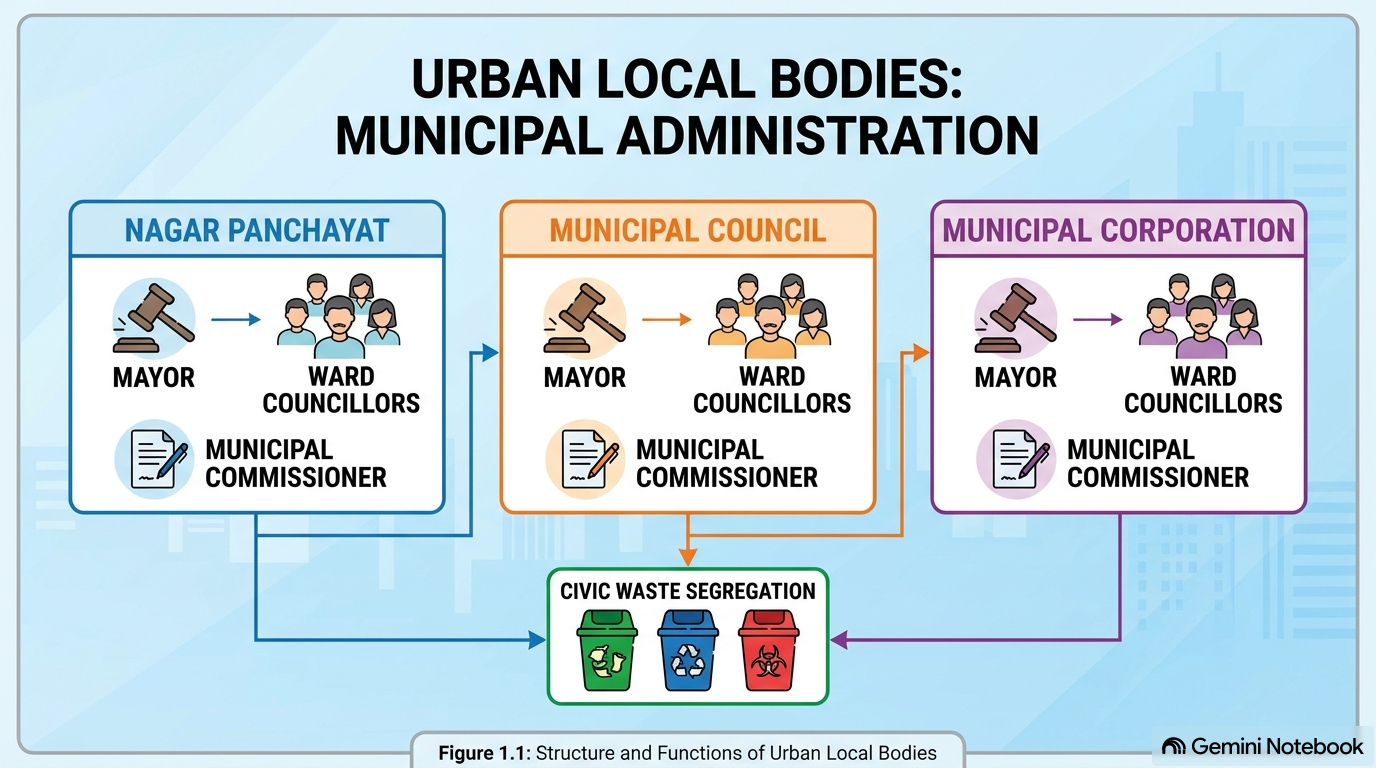 URBAN LOCAL BODIES:
MUNICIPAL ADMINISTRATION
NAGAR PANCHAYAT
MAYOR
WARD
COUNCILLORS
MUNICIPAL
COMMISSIONER
MUNICIPAL COUNCIL
MAYOR
WARD
COUNCILLORS
MUNICIPAL
COMMISSIONER
MUNICIPAL CORPORATION
MAYOR
WARD
COUNCILLORS
MUNICIPAL
COMMISSIONER
CIVIC WASTE SEGREGATION
Figure 1.1: Structure and Functions of Urban Local Bodies
Gemini Notebook